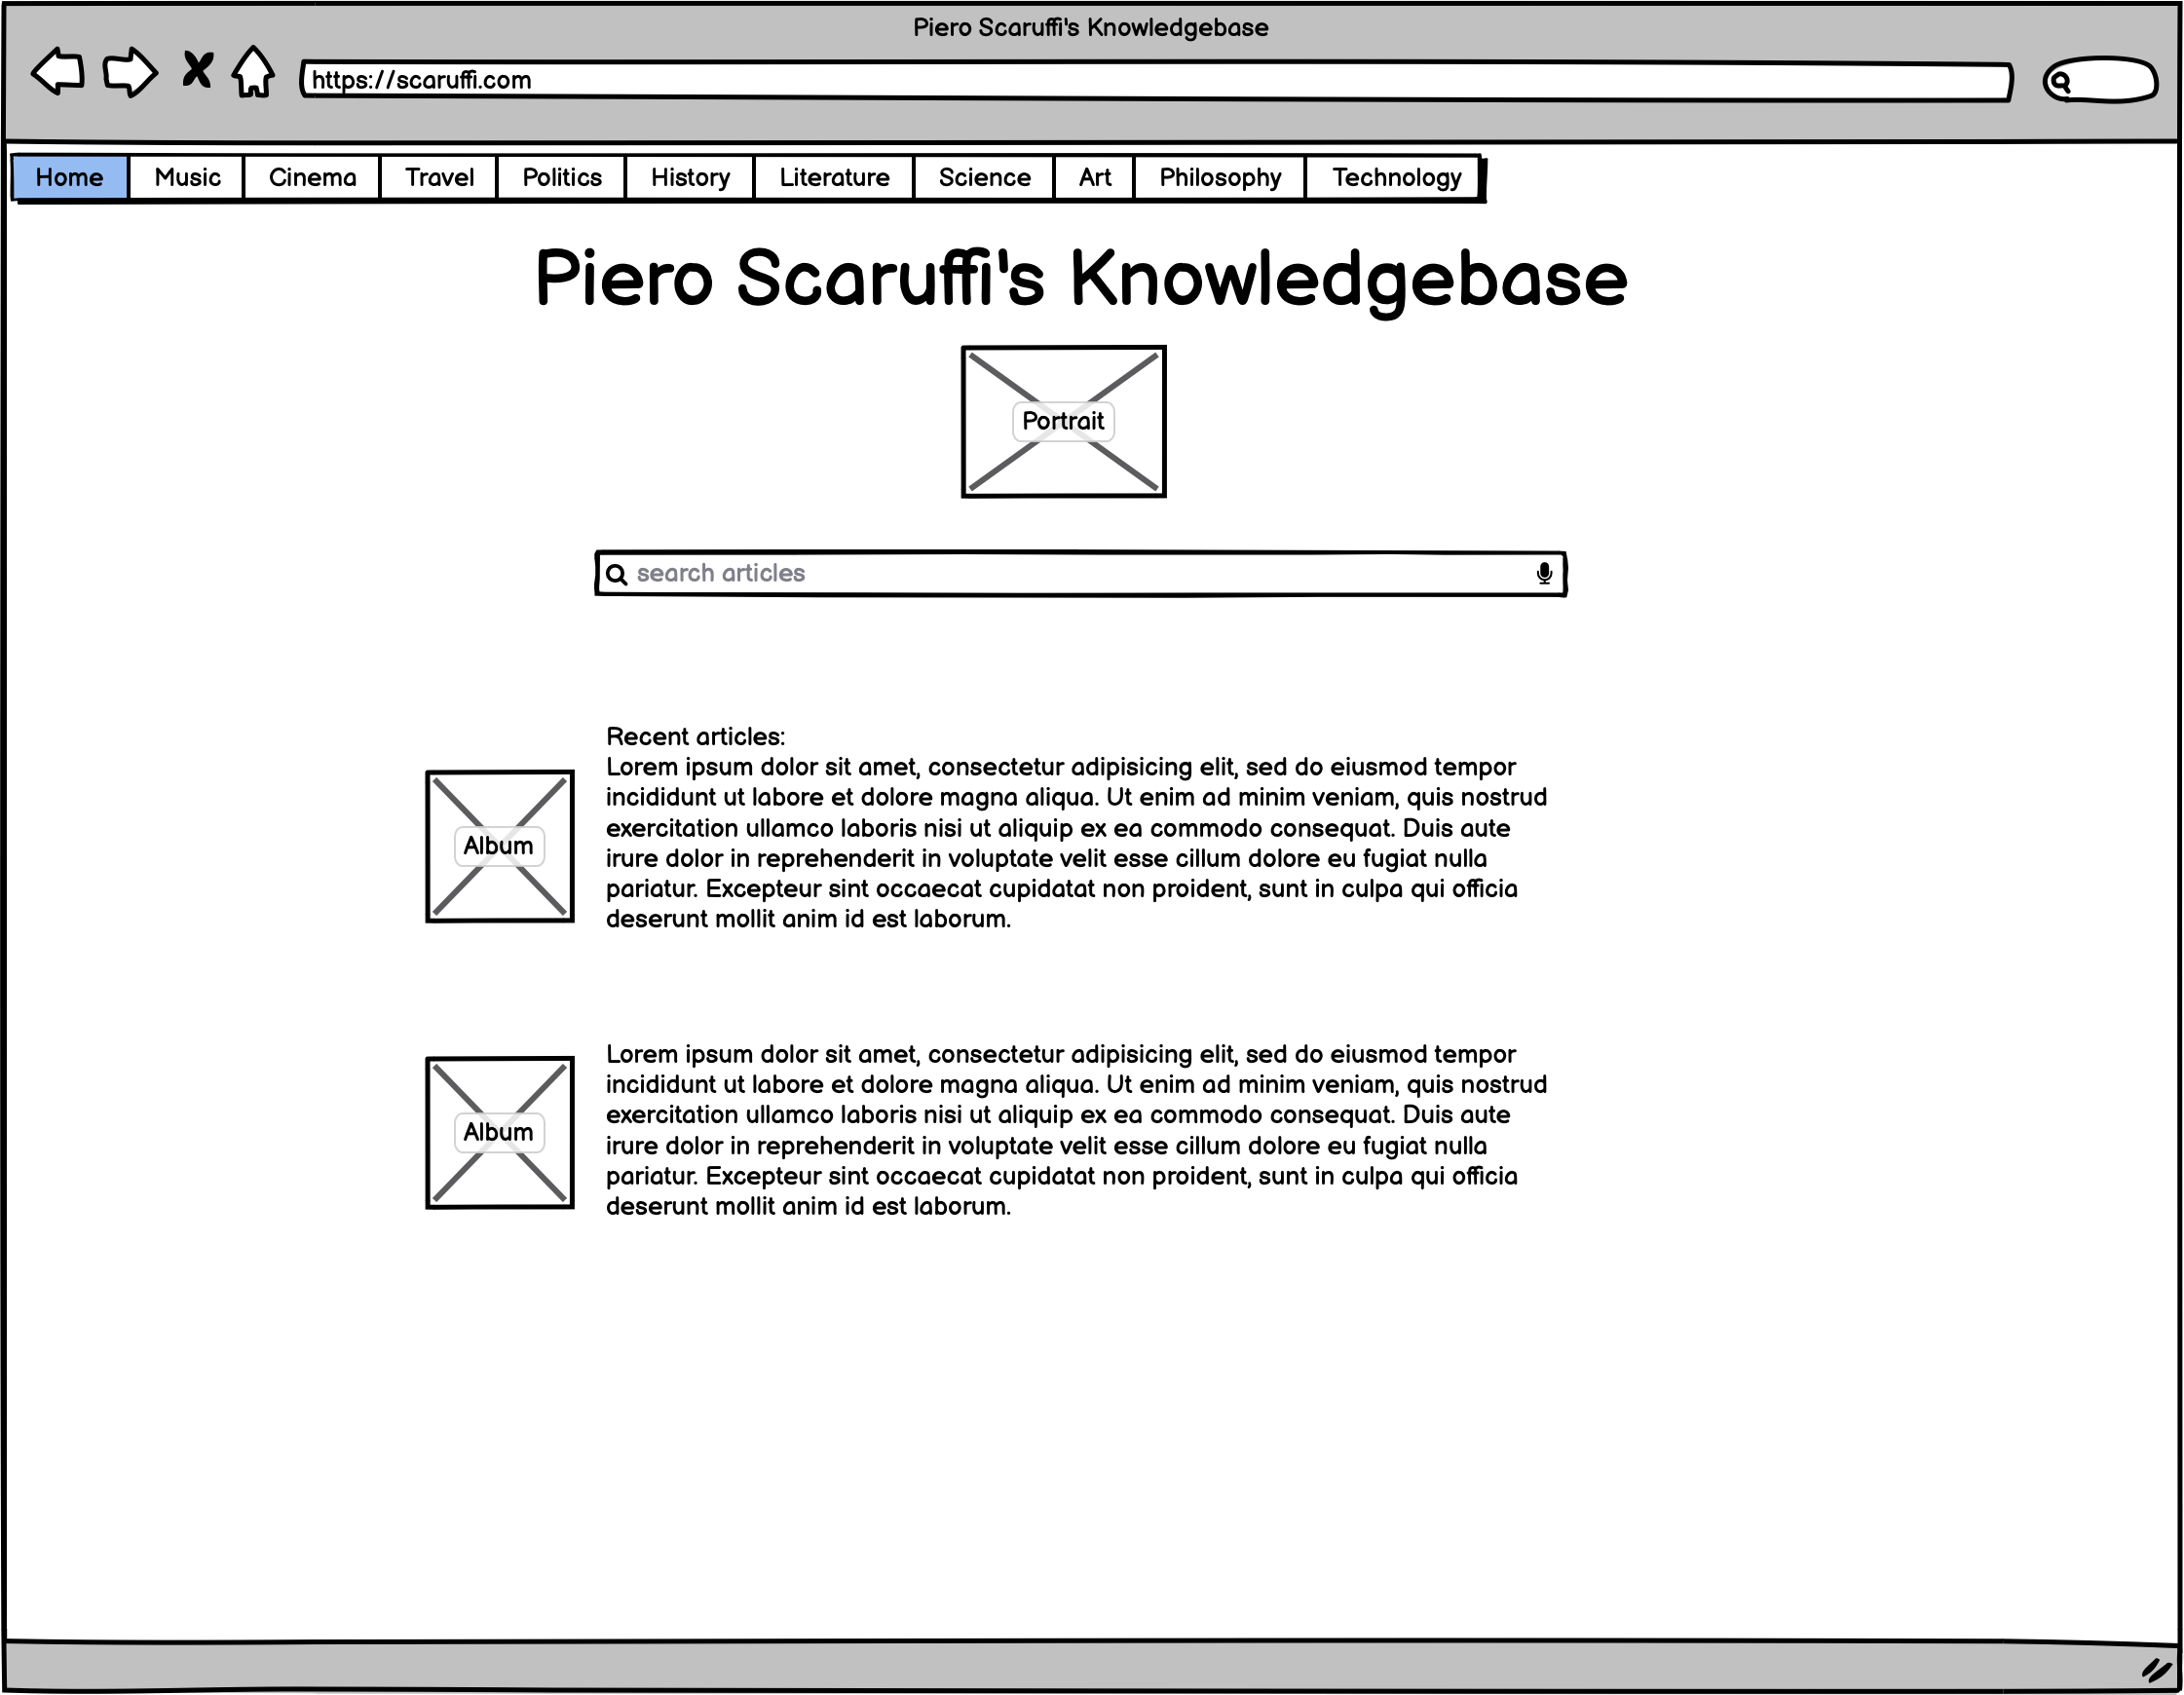 Piero Scaruffi's Knowledgebase
https://scaruffi.com
Home Music Cinema Travel Politics History Literature Science Art Philosophy Technology
Piero Scaruffi's Knowledgebase
Portrait
search articles
Recent articles:
Lorem ipsum dolor sit amet, consectetur adipisicing elit, sed do eiusmod tempor
incididunt ut labore et dolore magna aliqua. Ut enim ad minim veniam, quis nostrud
exercitation ullamco laboris nisi ut aliquip ex ea commodo consequat. Duis aute
irure dolor in reprehenderit in voluptate velit esse cillum dolore eu fugiat nulla
pariatur. Excepteur sint occaecat cupidatat non proident, sunt in culpa qui officia
deserunt mollit anim id est laborum.
Album
Lorem ipsum dolor sit amet, consectetur adipisicing elit, sed do eiusmod tempor
incididunt ut labore et dolore magna aliqua. Ut enim ad minim veniam, quis nostrud
exercitation ullamco laboris nisi ut aliquip ex ea commodo consequat. Duis aute
irure dolor in reprehenderit in voluptate velit esse cillum dolore eu fugiat nulla
pariatur. Excepteur sint occaecat cupidatat non proident, sunt in culpa qui officia
deserunt mollit anim id est laborum.
Album